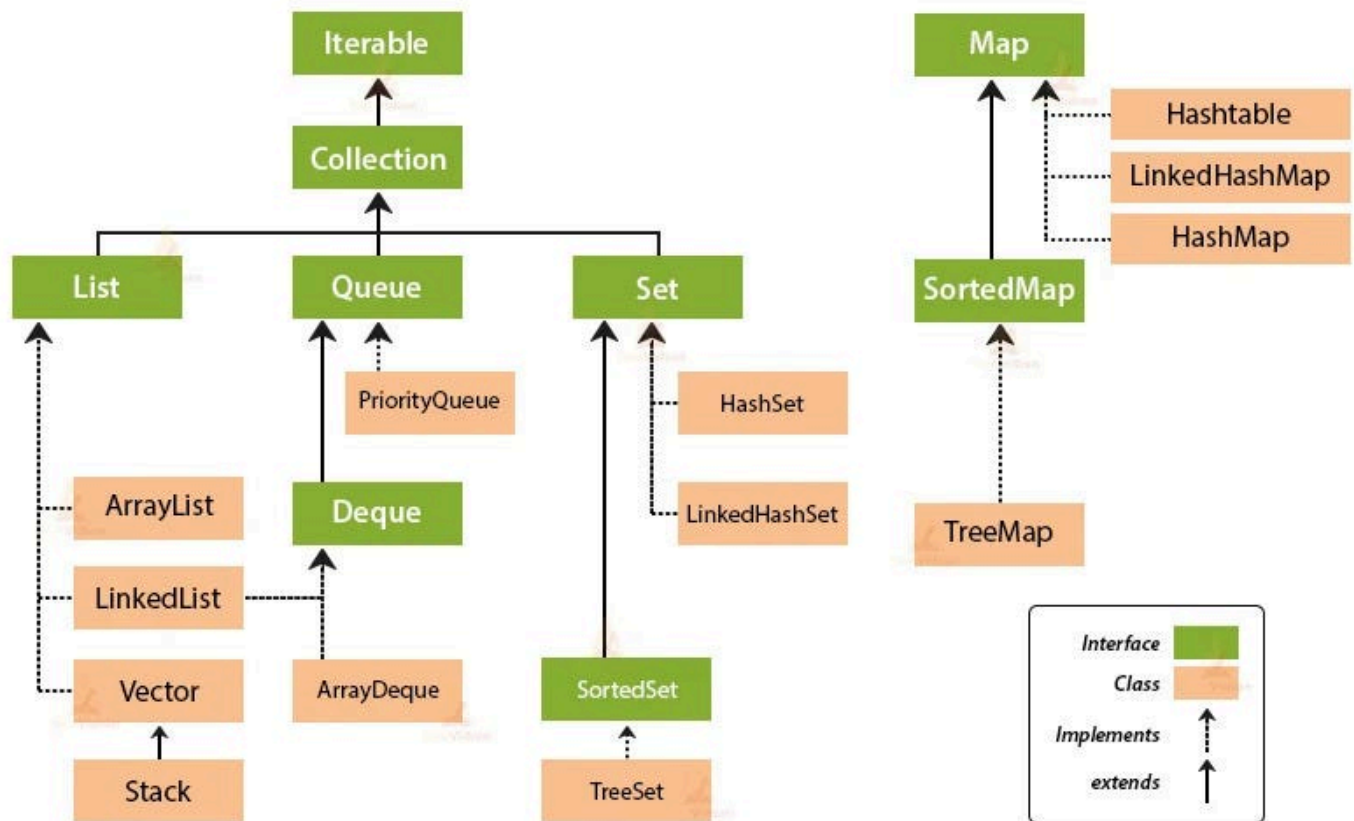 Iterable
Map
Hashtable
Collection
LinkedHashMap
HashMap
List
Queue
Set
SortedMap
PriorityQueue
HashSet
ArrayList
Deque
LinkedHashSet
TreeMap
LinkedList
Interface
Vector
ArrayDeque
SortedSet
Class
Implements
Stack
TreeSet
extends